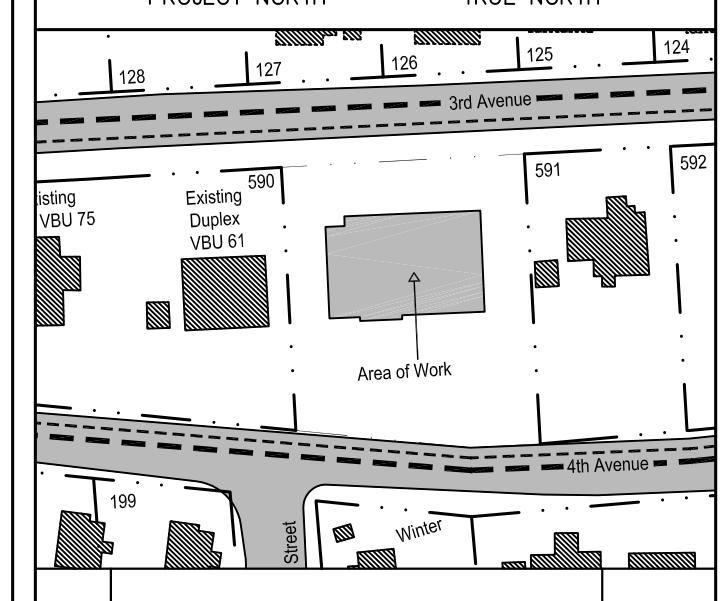 PROJECT NORTH TRUE NORTH
128
127
126
125
124
3rd Avenue
590
591
592
isting
VBU 75
Existing
Duplex
VBU 61
Area of Work
4th Avenue
199
Street
Winter